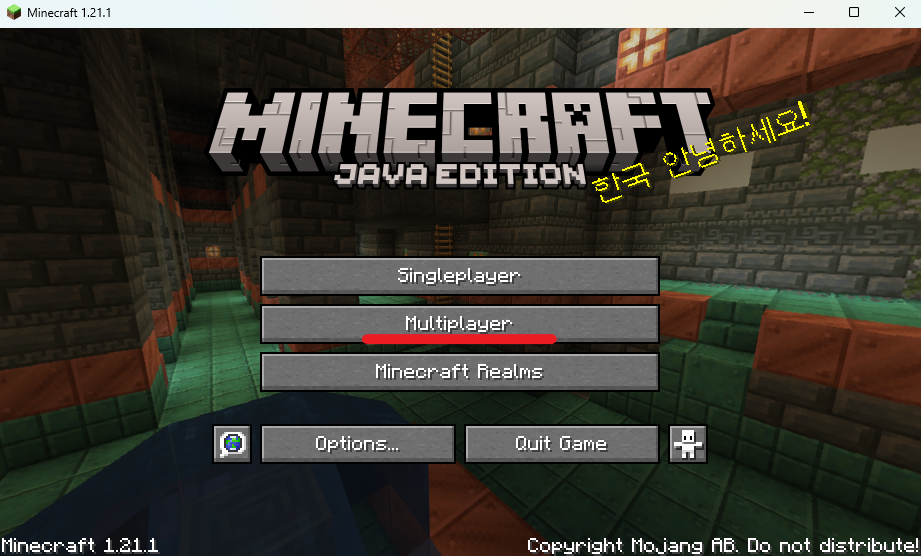 Minecraft 1.21.1
MINECRAFT
JAVA EDITION
한국 안녕하세요!
Singleplayer
Multiplayer
Minecraft Realms
Options...
Quit Game
Minecraft 1.21.1
Copyright Mojang AB. Do not distribute!